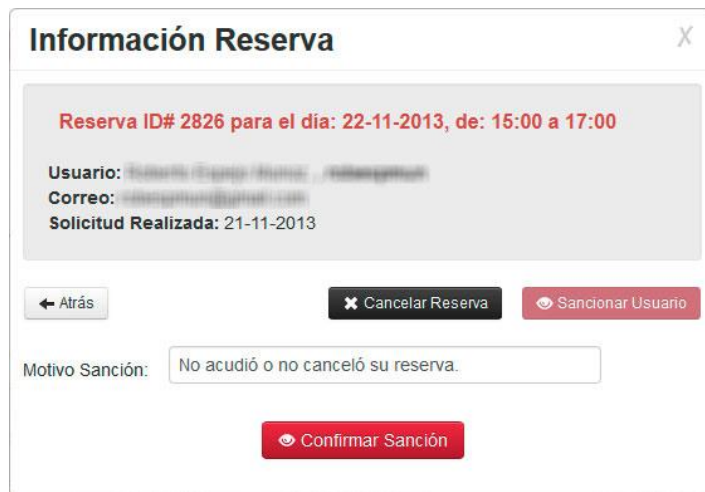 Información Reserva X
Reserva ID# 2826 para el día: 22-11-2013, de: 15:00 a 17:00
Usuario:
Correo:
Solicitud Realizada: 21-11-2013
Atrás Cancelar Reserva Sancionar Usuario
Motivo Sanción: No acudió o no canceló su reserva.
Confirmar Sanción